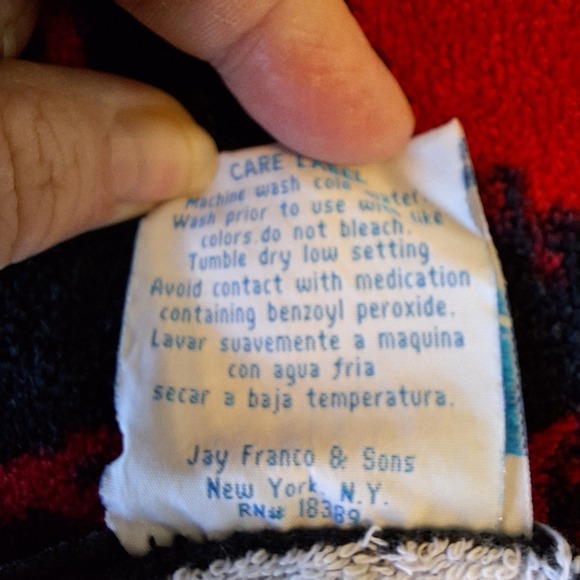 CARE LABEL
Machine wash cold water.
Wash prior to use with like
colors.do not bleach.
Tumble dry low setting
Avoid contact with medication
containing benzoyl peroxide.
Lavar suavemente a maquina
con agua fria
secar a baja temperatura.
Jay Franco & Sons
New York, N.Y.
RN# 18389